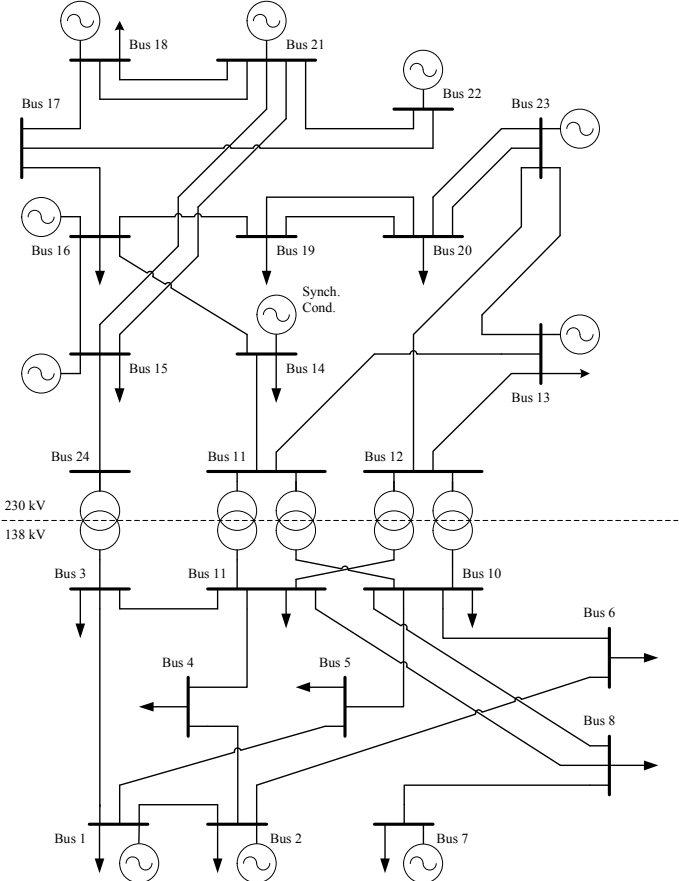 Bus 18
Bus 21
Bus 22
Bus 17
Bus 23
Bus 16
Bus 19
Bus 20
Synch.
Cond.
Bus 15
Bus 14
Bus 13
Bus 24
Bus 11
Bus 12
230 kV
138 kV
Bus 3
Bus 11
Bus 10
Bus 6
Bus 4
Bus 5
Bus 8
Bus 1
Bus 2
Bus 7